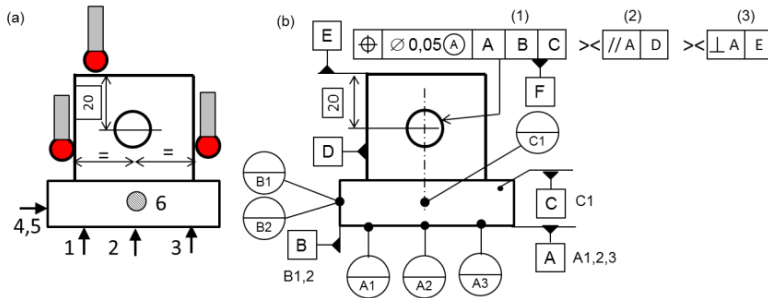 (a)
20
=
=
6
4,5
1
2
3
(b)
(1)
(2)
(3)
E
⌖ ⌀ 0,05 Ⓐ A B C
>< // A D
>< ⊥ A E
F
20
D
C1
B1
B2
C
C1
B
B1,2
A1
A2
A3
A
A1,2,3